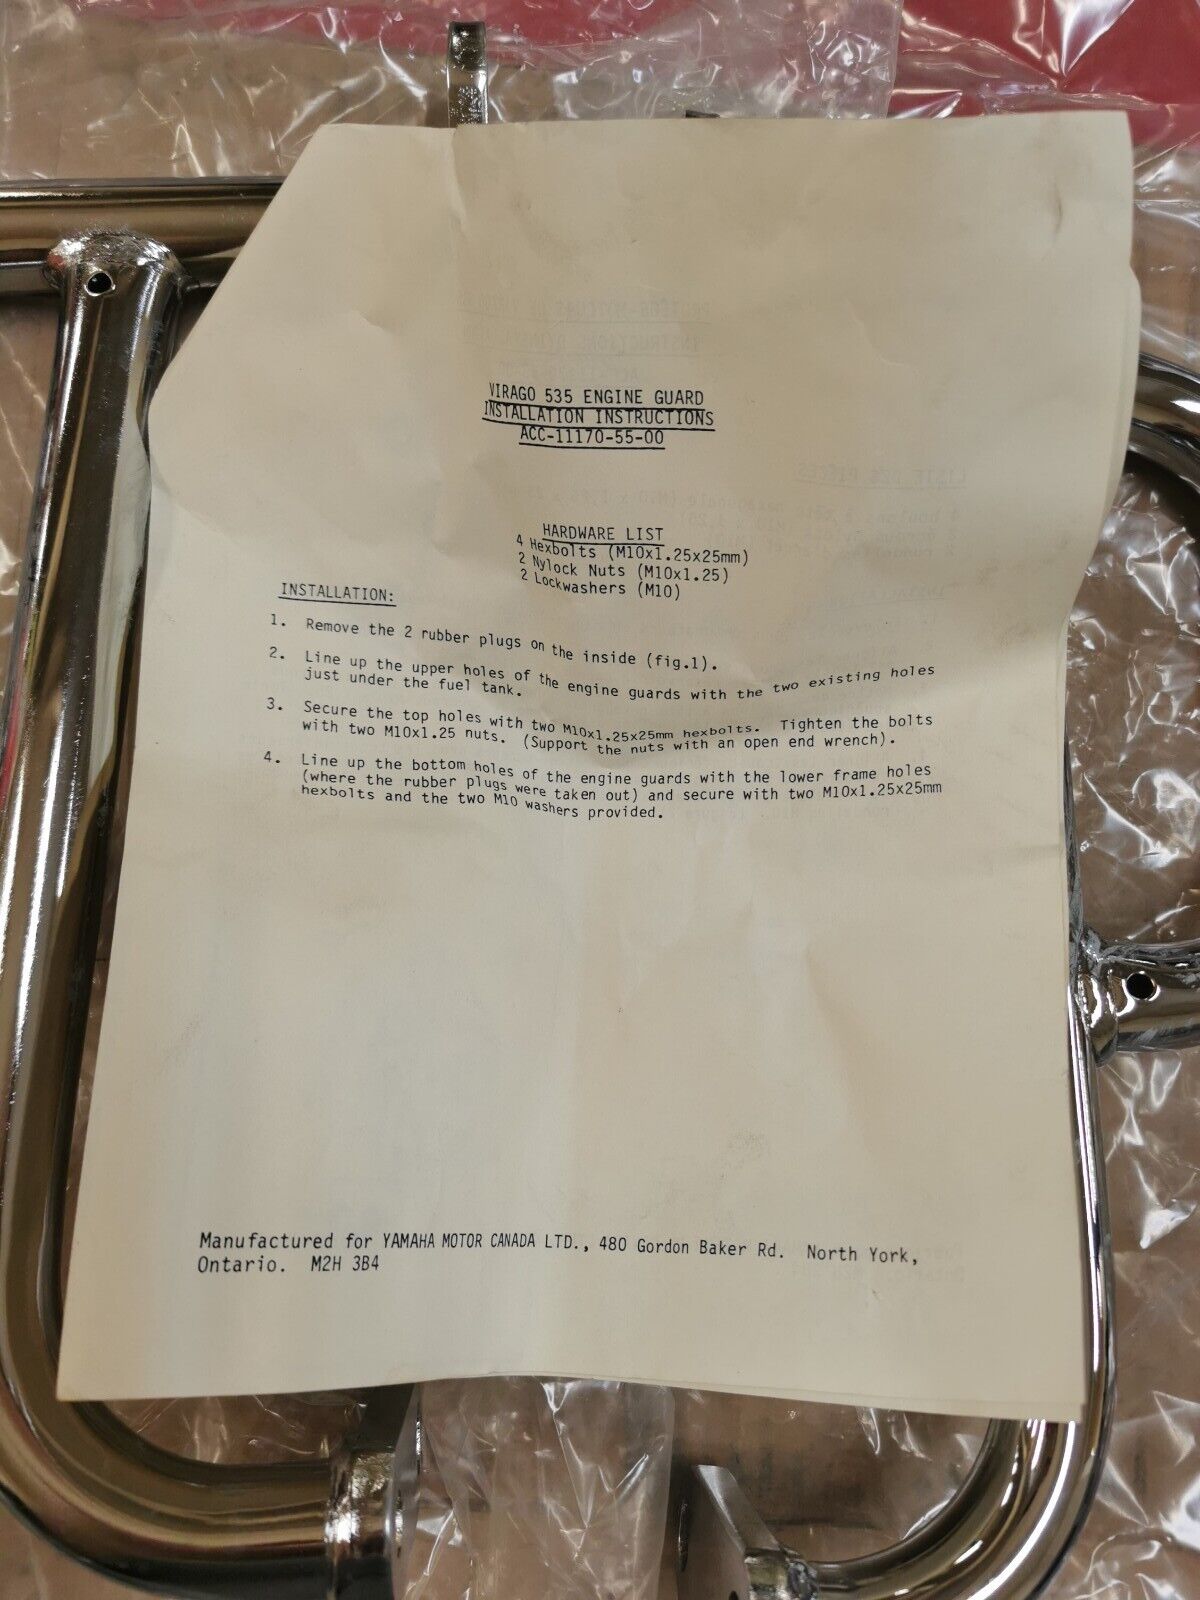 VIRAGO 535 ENGINE GUARD
INSTALLATION INSTRUCTIONS
ACC-11170-55-00
HARDWARE LIST
4 Hexbolts (M10x1.25x25mm)
2 Nylock Nuts (M10x1.25)
2 Lockwashers (M10)
INSTALLATION:
1. Remove the 2 rubber plugs on the inside (fig.1).
2. Line up the upper holes of the engine guards with the two existing holes
just under the fuel tank.
3. Secure the top holes with two M10x1.25x25mm hexbolts. Tighten the bolts
with two M10x1.25 nuts. (Support the nuts with an open end wrench).
4. Line up the bottom holes of the engine guards with the lower frame holes
(where the rubber plugs were taken out) and secure with two M10x1.25x25mm
hexbolts and the two M10 washers provided.
Manufactured for YAMAHA MOTOR CANADA LTD., 480 Gordon Baker Rd. North York,
Ontario. M2H 3B4